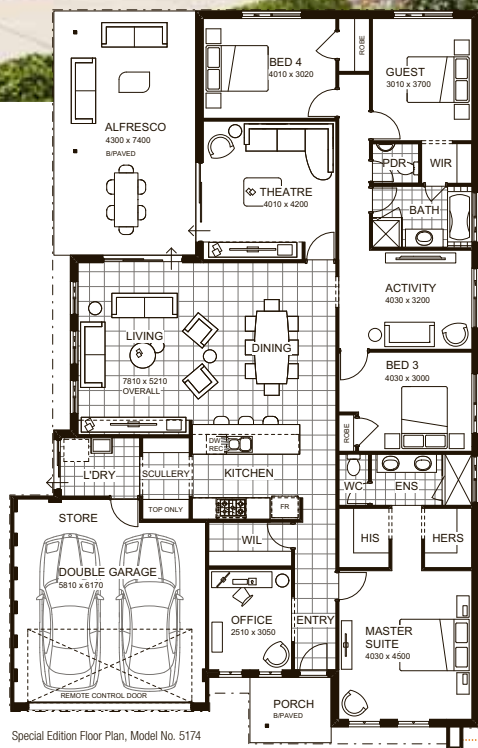 BED 4
4010 x 3020
ROBE
GUEST
3010 x 3700
ALFRESCO
4300 x 7400
B/PAVED
THEATRE
4010 x 4200
PDR
WIR
BATH
ACTIVITY
4030 x 3200
LIVING
7810 x 5210
OVERALL
DINING
BED 3
4030 x 3000
ROBE
DW
REC
KITCHEN
L'DRY
SCULLERY
WC
ENS
TOP ONLY
FR
STORE
WIL
HIS
HERS
DOUBLE GARAGE
5810 x 6170
OFFICE
2510 x 3050
ENTRY
MASTER
SUITE
4030 x 4500
REMOTE CONTROL DOOR
PORCH
B/PAVED
Special Edition Floor Plan, Model No. 5174